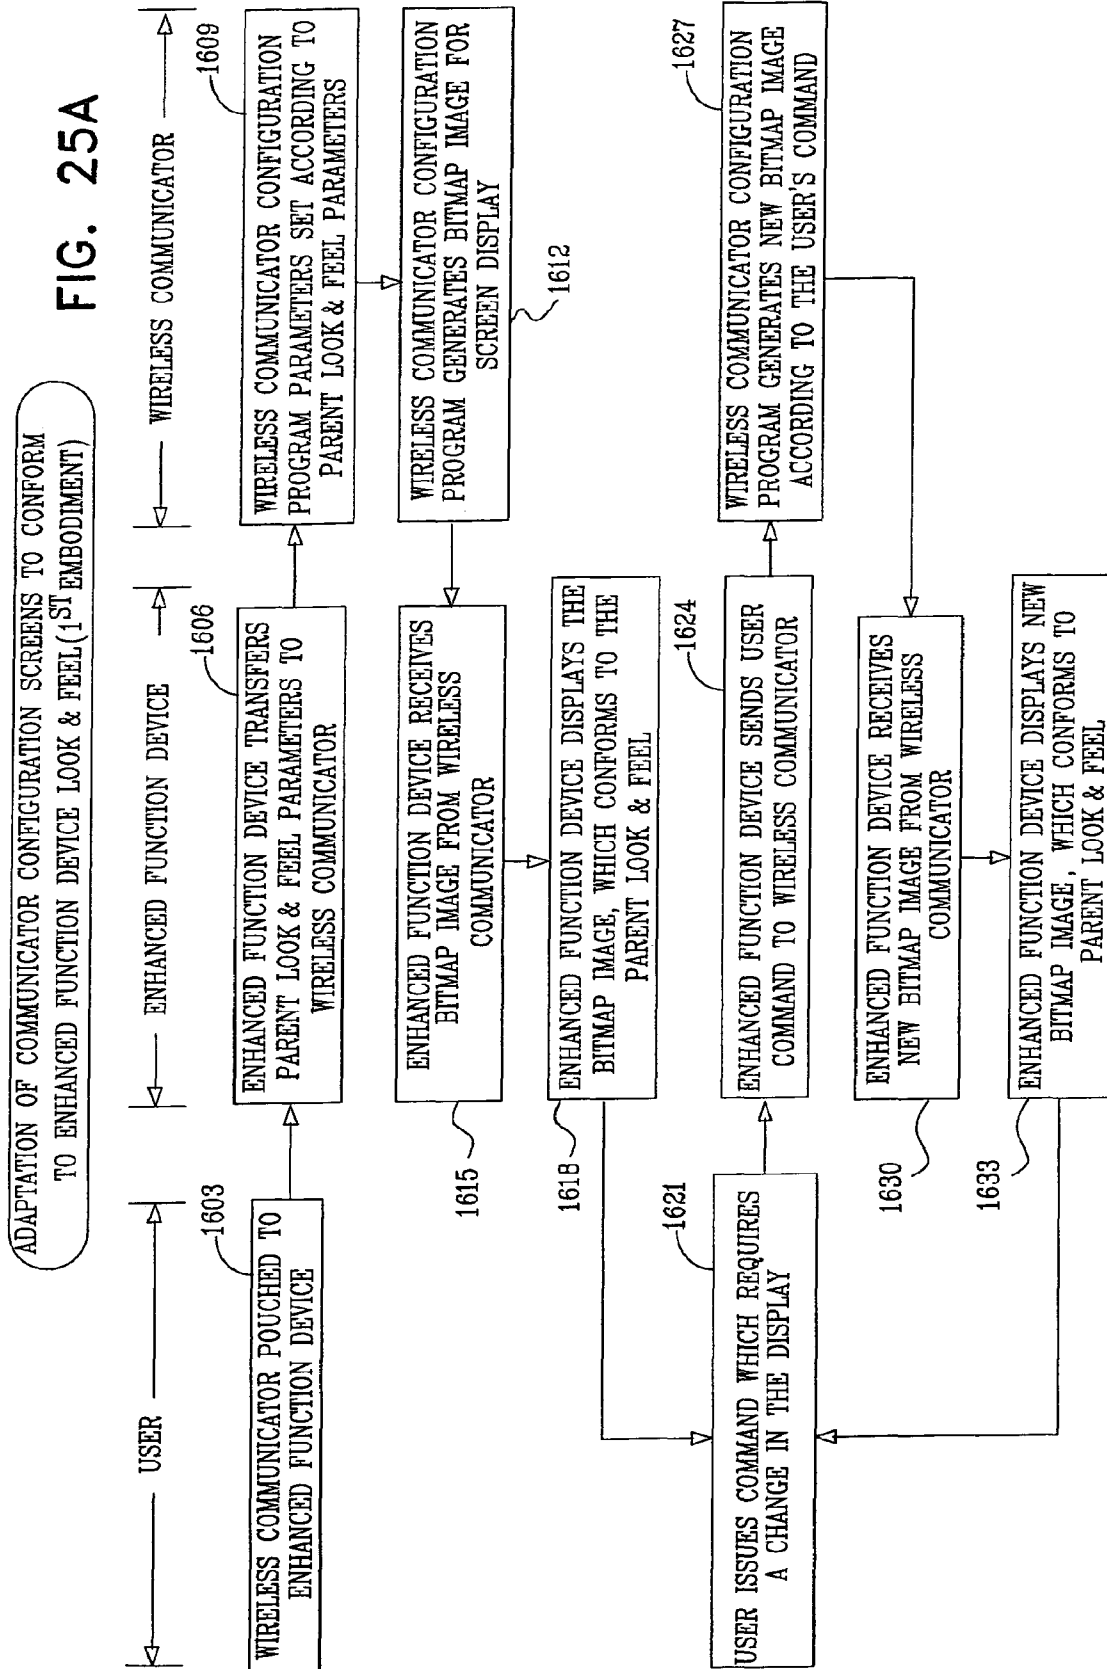 ADAPTATION OF COMMUNICATOR CONFIGURATION SCREENS TO CONFORM
TO ENHANCED FUNCTION DEVICE LOOK & FEEL(1ST EMBODIMENT)
FIG. 25A
USER
ENHANCED FUNCTION DEVICE
WIRELESS COMMUNICATOR
1603
WIRELESS COMMUNICATOR POUCHED TO
ENHANCED FUNCTION DEVICE
1606
ENHANCED FUNCTION DEVICE TRANSFERS
PARENT LOOK & FEEL PARAMETERS TO
WIRELESS COMMUNICATOR
1609
WIRELESS COMMUNICATOR CONFIGURATION
PROGRAM PARAMETERS SET ACCORDING TO
PARENT LOOK & FEEL PARAMETERS
WIRELESS COMMUNICATOR CONFIGURATION
PROGRAM GENERATES BITMAP IMAGE FOR
SCREEN DISPLAY
1612
ENHANCED FUNCTION DEVICE RECEIVES
BITMAP IMAGE FROM WIRELESS
COMMUNICATOR
1615
ENHANCED FUNCTION DEVICE DISPLAYS THE
BITMAP IMAGE, WHICH CONFORMS TO THE
PARENT LOOK & FEEL
1618
1621
USER ISSUES COMMAND WHICH REQUIRES
A CHANGE IN THE DISPLAY
1624
ENHANCED FUNCTION DEVICE SENDS USER
COMMAND TO WIRELESS COMMUNICATOR
1627
WIRELESS COMMUNICATOR CONFIGURATION
PROGRAM GENERATES NEW BITMAP IMAGE
ACCORDING TO THE USER'S COMMAND
ENHANCED FUNCTION DEVICE RECEIVES
NEW BITMAP IMAGE FROM WIRELESS
COMMUNICATOR
1630
ENHANCED FUNCTION DEVICE DISPLAYS NEW
BITMAP IMAGE, WHICH CONFORMS TO
PARENT LOOK & FEEL
1633